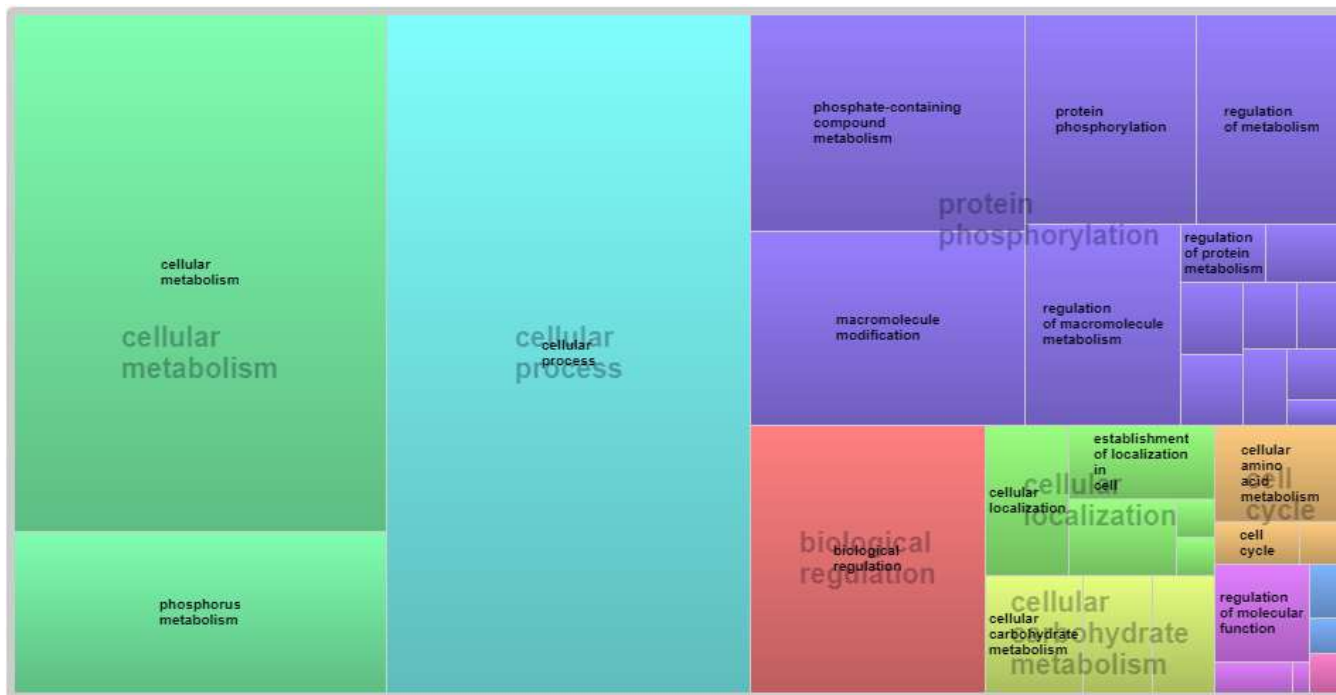 cellular
metabolism
cellular
metabolism
phosphorus
metabolism
cellular
process
cellular
process
phosphate-containing
compound
metabolism
protein
phosphorylation
regulation
of metabolism
protein
phosphorylation
macromolecule
modification
regulation
of macromolecule
metabolism
regulation
of protein
metabolism
biological
regulation
biological
regulation
cellular
localization
establishment
of localization
in
cell
cellular
localization
cellular
carbohydrate
metabolism
cellular
carbohydrate
metabolism
cellular
amino
acid
metabolism
cell
cycle
cell
cycle
regulation
of molecular
function